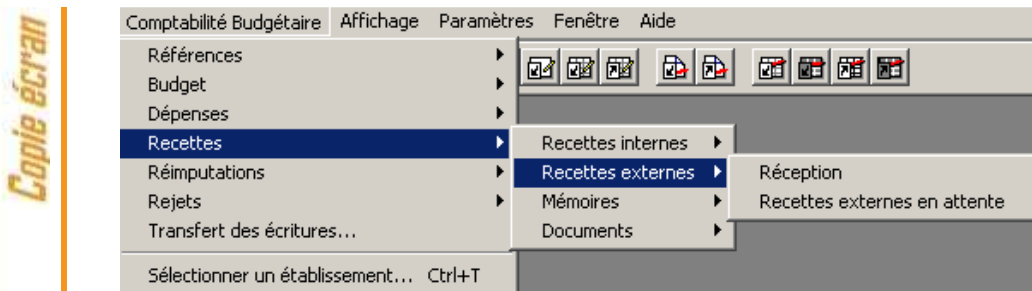 Copie écran
Comptabilité Budgétaire Affichage Paramètres Fenêtre Aide
Références
Budget
Dépenses
Recettes
Réimputations
Rejets
Transfert des écritures...
Sélectionner un établissement... Ctrl+T
Recettes internes
Recettes externes
Mémoires
Documents
Réception
Recettes externes en attente